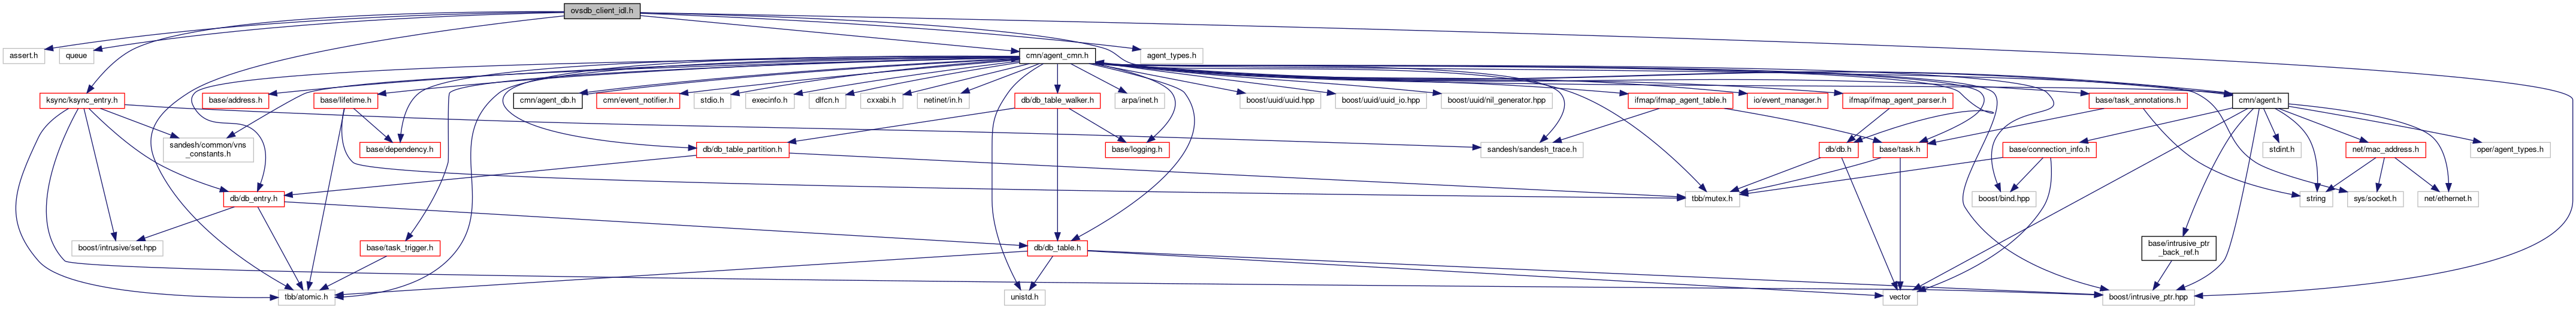 ovsdb_client_idl.h
assert.h
queue
cmn/agent_cmn.h
agent_types.h
ksync/ksync_entry.h
base/address.h
base/lifetime.h
cmn/agent_db.h
cmn/event_notifier.h
stdio.h
execinfo.h
dlfcn.h
cxxabi.h
netinet/in.h
db/db_table_walker.h
arpa/inet.h
boost/uuid/uuid.hpp
boost/uuid/uuid_io.hpp
boost/uuid/nil_generator.hpp
ifmap/ifmap_agent_table.h
io/event_manager.h
ifmap/ifmap_agent_parser.h
base/task_annotations.h
cmn/agent.h
sandesh/common/vns
_constants.h
base/dependency.h
db/db_table_partition.h
base/logging.h
sandesh/sandesh_trace.h
db/db.h
base/task.h
base/connection_info.h
stdint.h
net/mac_address.h
oper/agent_types.h
db/db_entry.h
tbb/mutex.h
boost/bind.hpp
string
sys/socket.h
net/ethernet.h
boost/intrusive/set.hpp
base/task_trigger.h
db/db_table.h
base/intrusive_ptr
_back_ref.h
tbb/atomic.h
unistd.h
vector
boost/intrusive_ptr.hpp